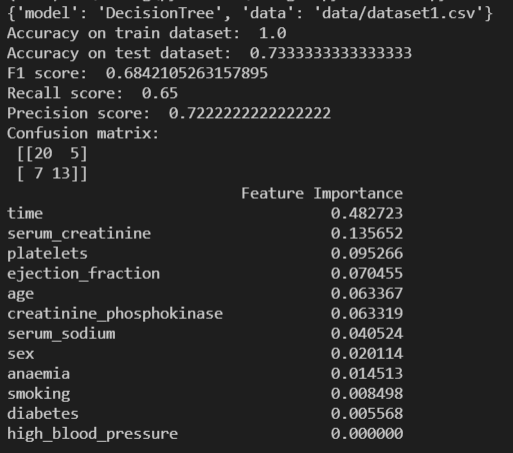 {'model': 'DecisionTree', 'data': 'data/dataset1.csv'}
Accuracy on train dataset:  1.0
Accuracy on test dataset:  0.7333333333333333
F1 score:  0.6842105263157895
Recall score:  0.65
Precision score:  0.7222222222222222
Confusion matrix:
 [[20  5]
 [ 7 13]]
                          Feature Importance
time                                0.482723
serum_creatinine                    0.135652
platelets                           0.095266
ejection_fraction                   0.070455
age                                 0.063367
creatinine_phosphokinase            0.063319
serum_sodium                        0.040524
sex                                 0.020114
anaemia                             0.014513
smoking                             0.008498
diabetes                            0.005568
high_blood_pressure                 0.000000